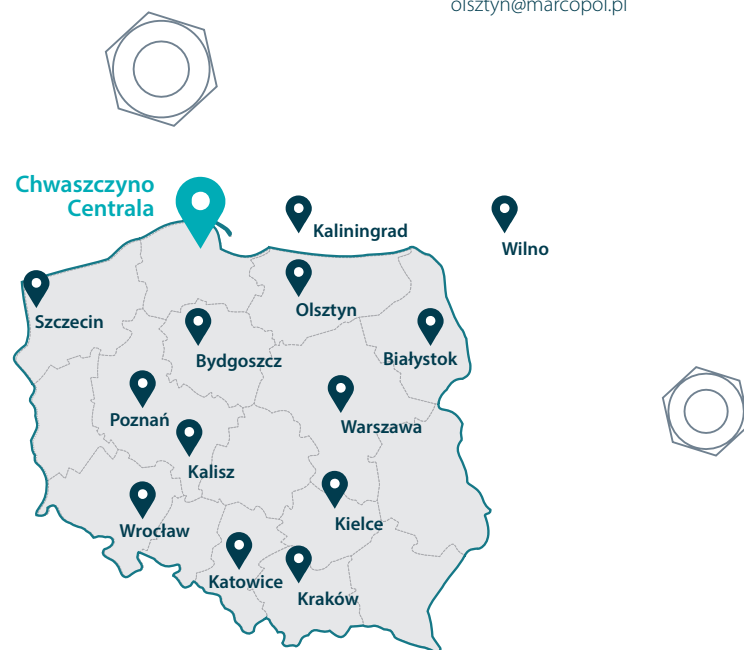 olsztyn@marcopol.pl
Chwaszczyno
Centrala
Kaliningrad
Wilno
Olsztyn
Szczecin
Bydgoszcz
Białystok
Poznań
Warszawa
Kalisz
Kielce
Wrocław
Katowice
Kraków